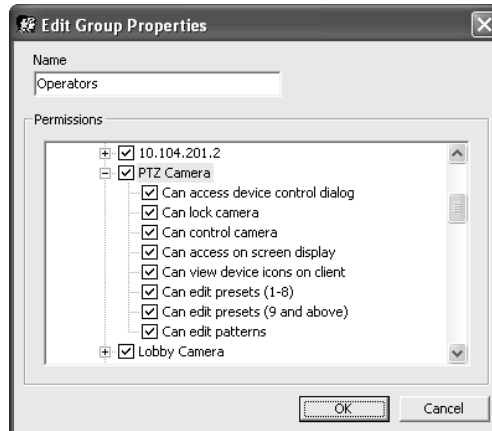 Edit Group Properties
Name
Operators
Permissions
10.104.201.2
PTZ Camera
Can access device control dialog
Can lock camera
Can control camera
Can access on screen display
Can view device icons on client
Can edit presets (1-8)
Can edit presets (9 and above)
Can edit patterns
Lobby Camera
OK
Cancel